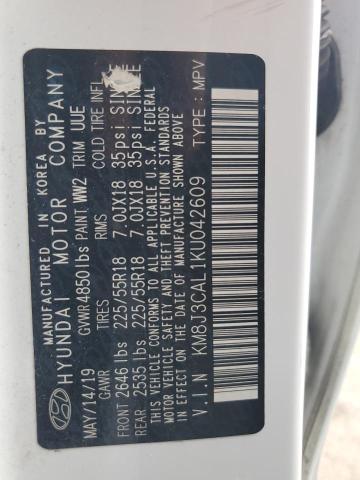 MANUFACTURED IN KOREA BY
HYUNDAI MOTOR COMPANY
MAY/14/19 GVWR 4850lbs PAINT WW2 TRIM UUE
GAWR TIRES RIMS COLD TIRE INFL
FRONT 2646 lbs 225/55R18 7.0JX18 35psi SINGLE
REAR 2535 lbs 225/55R18 7.0JX18 35psi SINGLE
THIS VEHICLE CONFORMS TO ALL APPLICABLE U.S.A. FEDERAL
MOTOR VEHICLE SAFETY AND THEFT PREVENTION STANDARDS
IN EFFECT ON THE DATE OF MANUFACTURE SHOWN ABOVE.
V.I.N KM8J3CAL1KU042609 TYPE: MPV